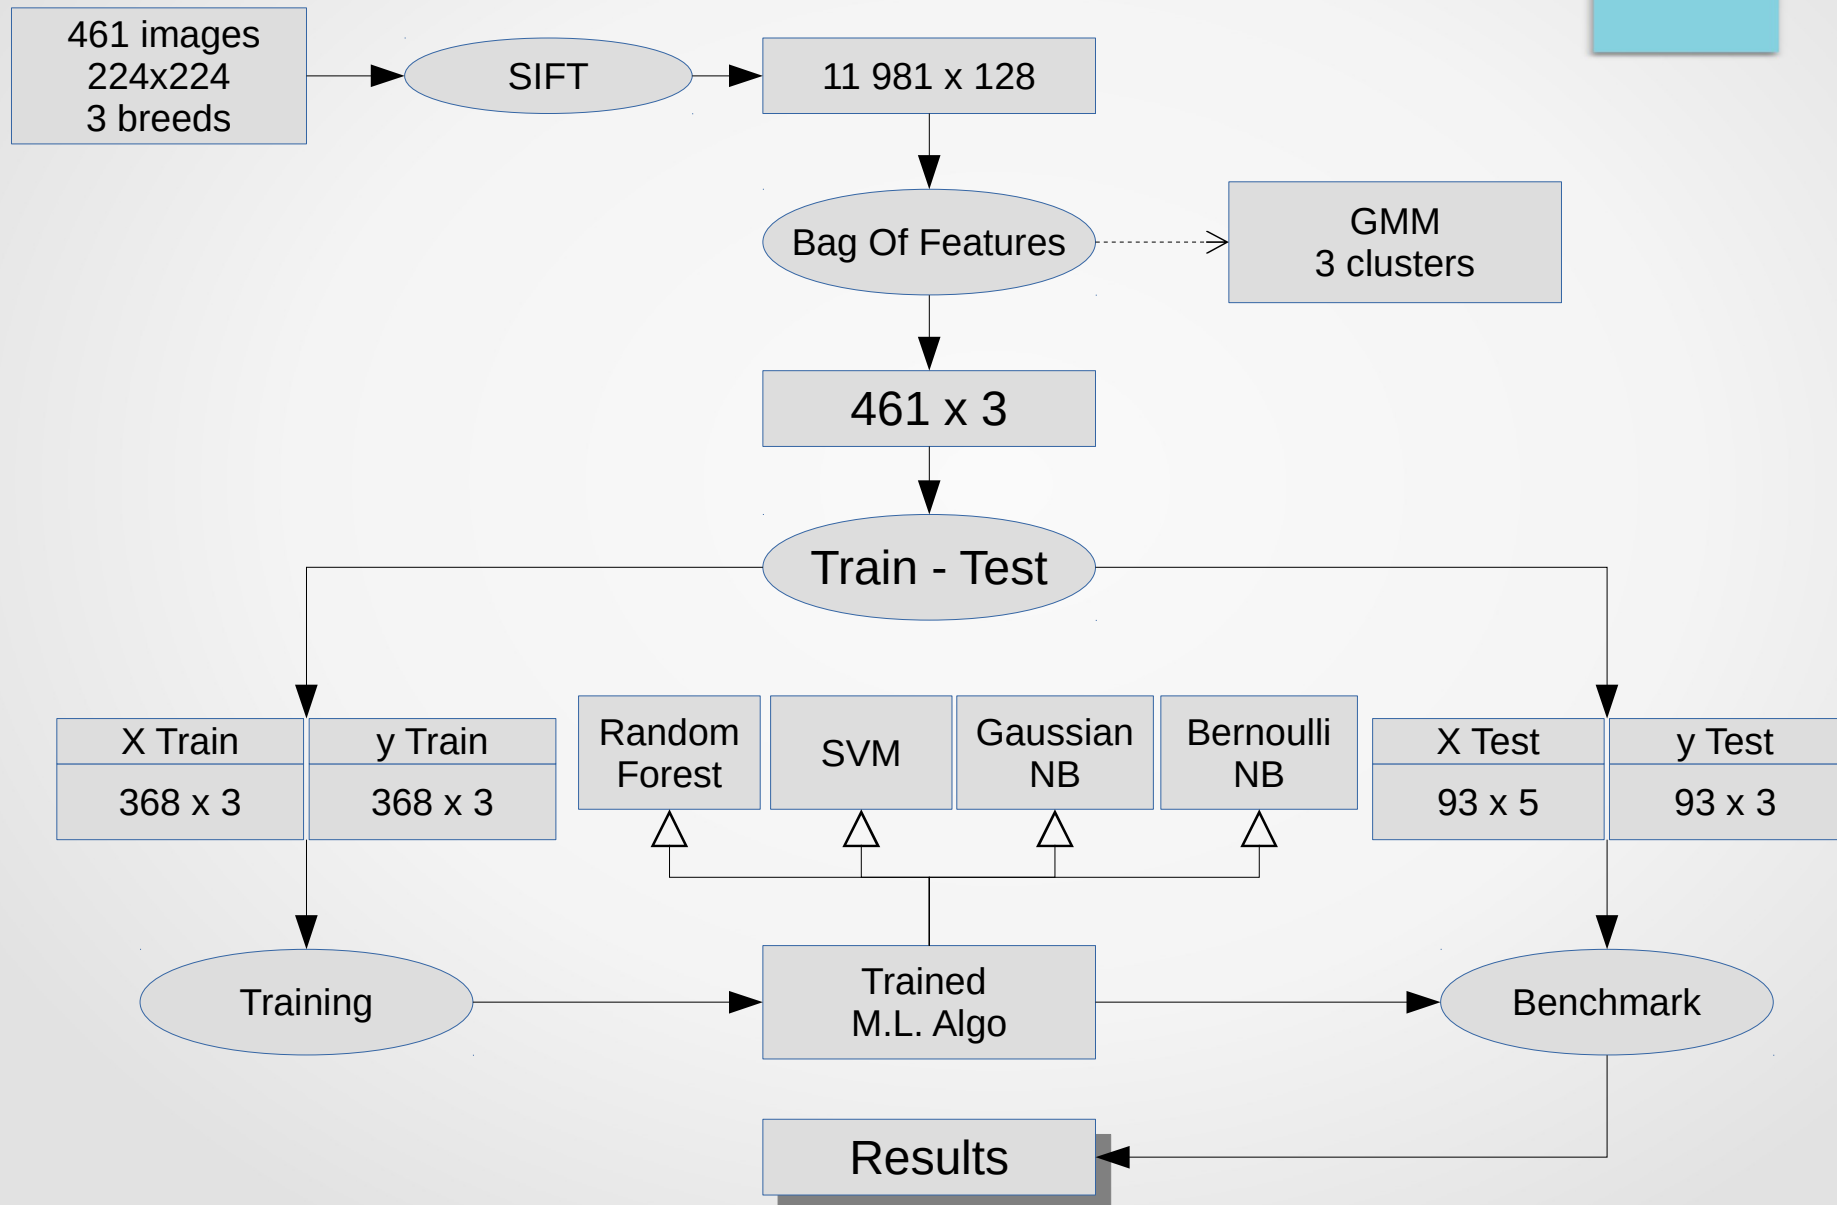 461 images
224x224
3 breeds
SIFT
11 981 x 128
Bag Of Features
GMM
3 clusters
461 x 3
Train - Test
X Train
y Train
368 x 3
368 x 3
Random
Forest
SVM
Gaussian
NB
Bernoulli
NB
X Test
y Test
93 x 5
93 x 3
Training
Trained
M.L. Algo
Benchmark
Results